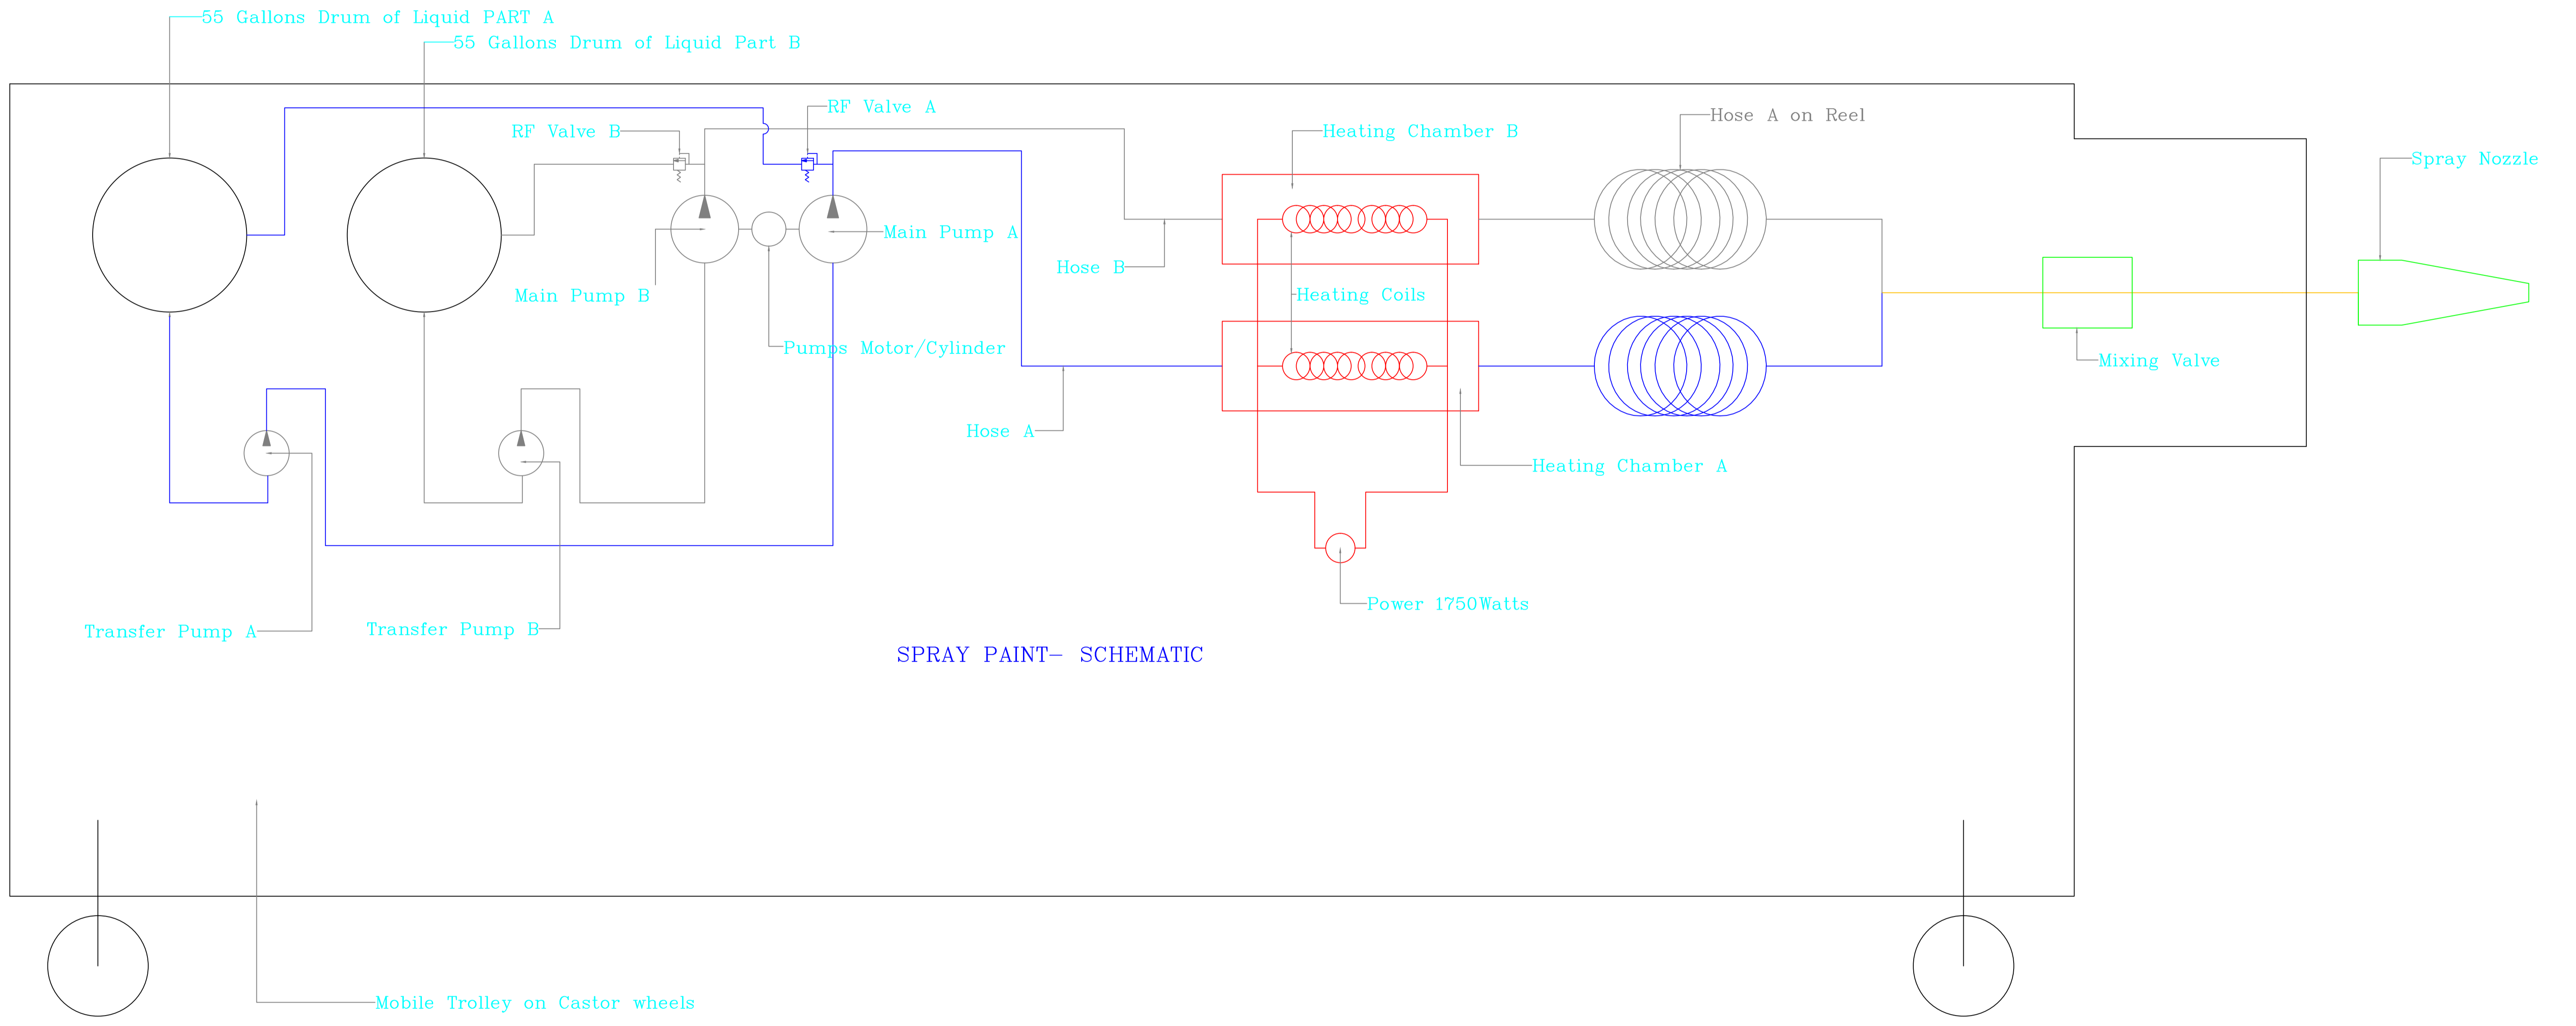 55 Gallons Drum of Liquid PART A
55 Gallons Drum of Liquid Part B
RF Valve A
RF Valve B
Heating Chamber B
Hose A on Reel
Spray Nozzle
Main Pump A
Hose B
Main Pump B
Heating Coils
Pumps Motor/Cylinder
Mixing Valve
Hose A
Heating Chamber A
Power 1750Watts
Transfer Pump A
Transfer Pump B
SPRAY PAINT- SCHEMATIC
Mobile Trolley on Castor wheels